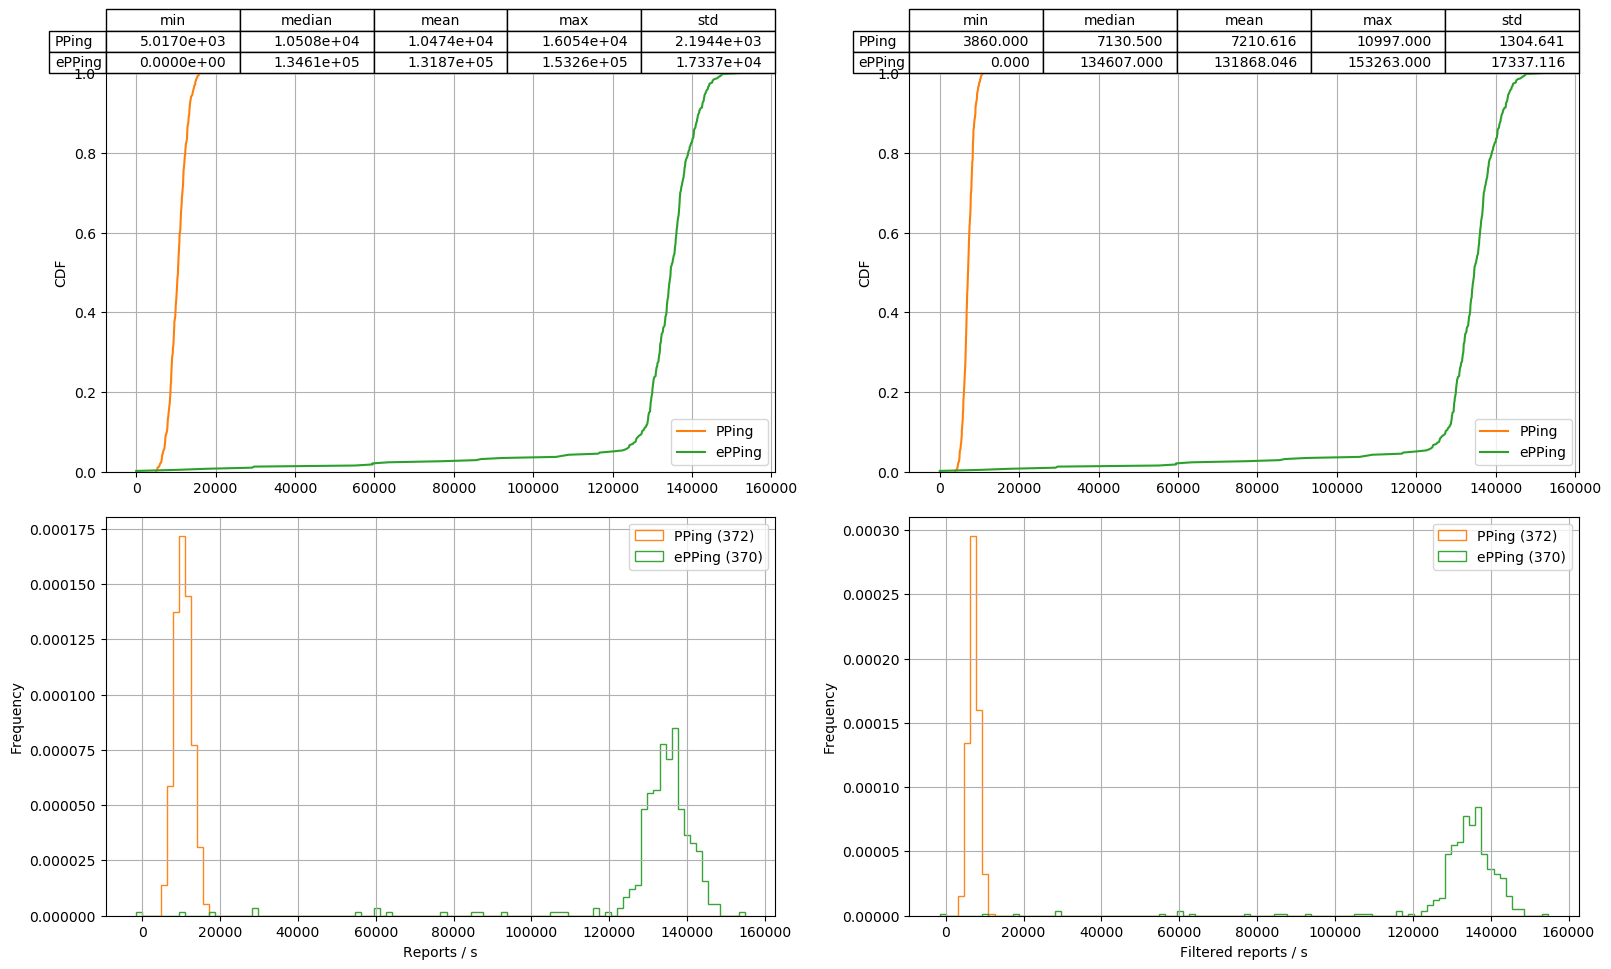 min median mean max std
PPing 5.0170e+03 1.0508e+04 1.0474e+04 1.6054e+04 2.1944e+03
ePPing 0.0000e+00 1.3461e+05 1.3187e+05 1.5326e+05 1.7337e+04
1.0
0.8
0.6
CDF
0.4
0.2
0.0
PPing
ePPing
0 20000 40000 60000 80000 100000 120000 140000 160000
min median mean max std
PPing 3860.000 7130.500 7210.616 10997.000 1304.641
ePPing 0.000 134607.000 131868.046 153263.000 17337.116
1.0
0.8
0.6
CDF
0.4
0.2
0.0
PPing
ePPing
0 20000 40000 60000 80000 100000 120000 140000 160000
0.000175
0.000150
0.000125
0.000100
Frequency
0.000075
0.000050
0.000025
0.000000
PPing (372)
ePPing (370)
0 20000 40000 60000 80000 100000 120000 140000 160000
Reports / s
0.00030
0.00025
0.00020
Frequency
0.00015
0.00010
0.00005
0.00000
PPing (372)
ePPing (370)
0 20000 40000 60000 80000 100000 120000 140000 160000
Filtered reports / s